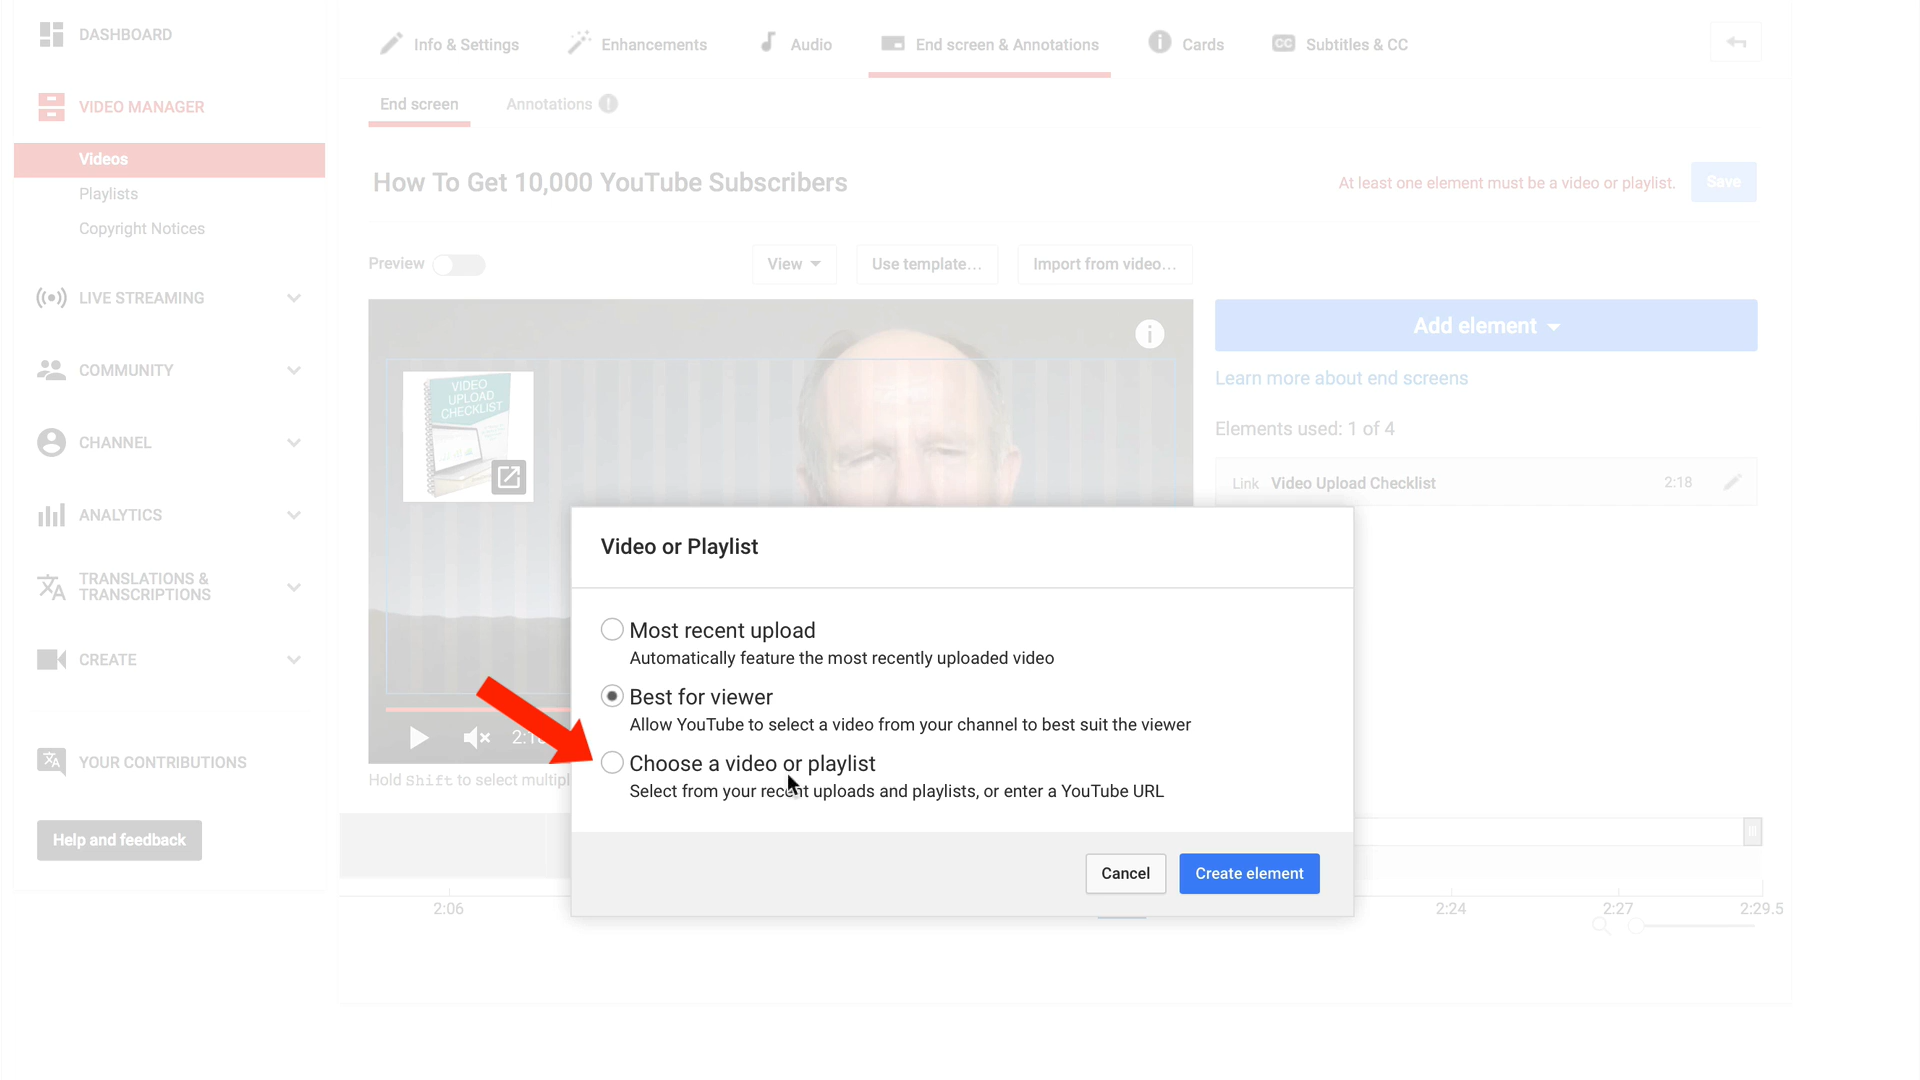 DASHBOARD
VIDEO MANAGER
Videos
Playlists
Copyright Notices
LIVE STREAMING
COMMUNITY
CHANNEL
ANALYTICS
TRANSLATIONS &
TRANSCRIPTIONS
CREATE
YOUR CONTRIBUTIONS
Help and feedback
Info & Settings
Enhancements
Audio
End screen & Annotations
Cards
CC
Subtitles & CC
End screen
Annotations
How To Get 10,000 YouTube Subscribers
At least one element must be a video or playlist.
Save
Preview
View
Use template...
Import from video...
VIDEO
UPLOAD
CHECKLIST
Add element
Learn more about end screens
Elements used: 1 of 4
Link Video Upload Checklist 2:18
Hold Shift to select
Video or Playlist
Most recent upload
Automatically feature the most recently uploaded video
Best for viewer
Allow YouTube to select a video from your channel to best suit the viewer
Choose a video or playlist
Select from your recent uploads and playlists, or enter a YouTube URL
Cancel
Create element
2:06
2:24
2:27
2:29.5